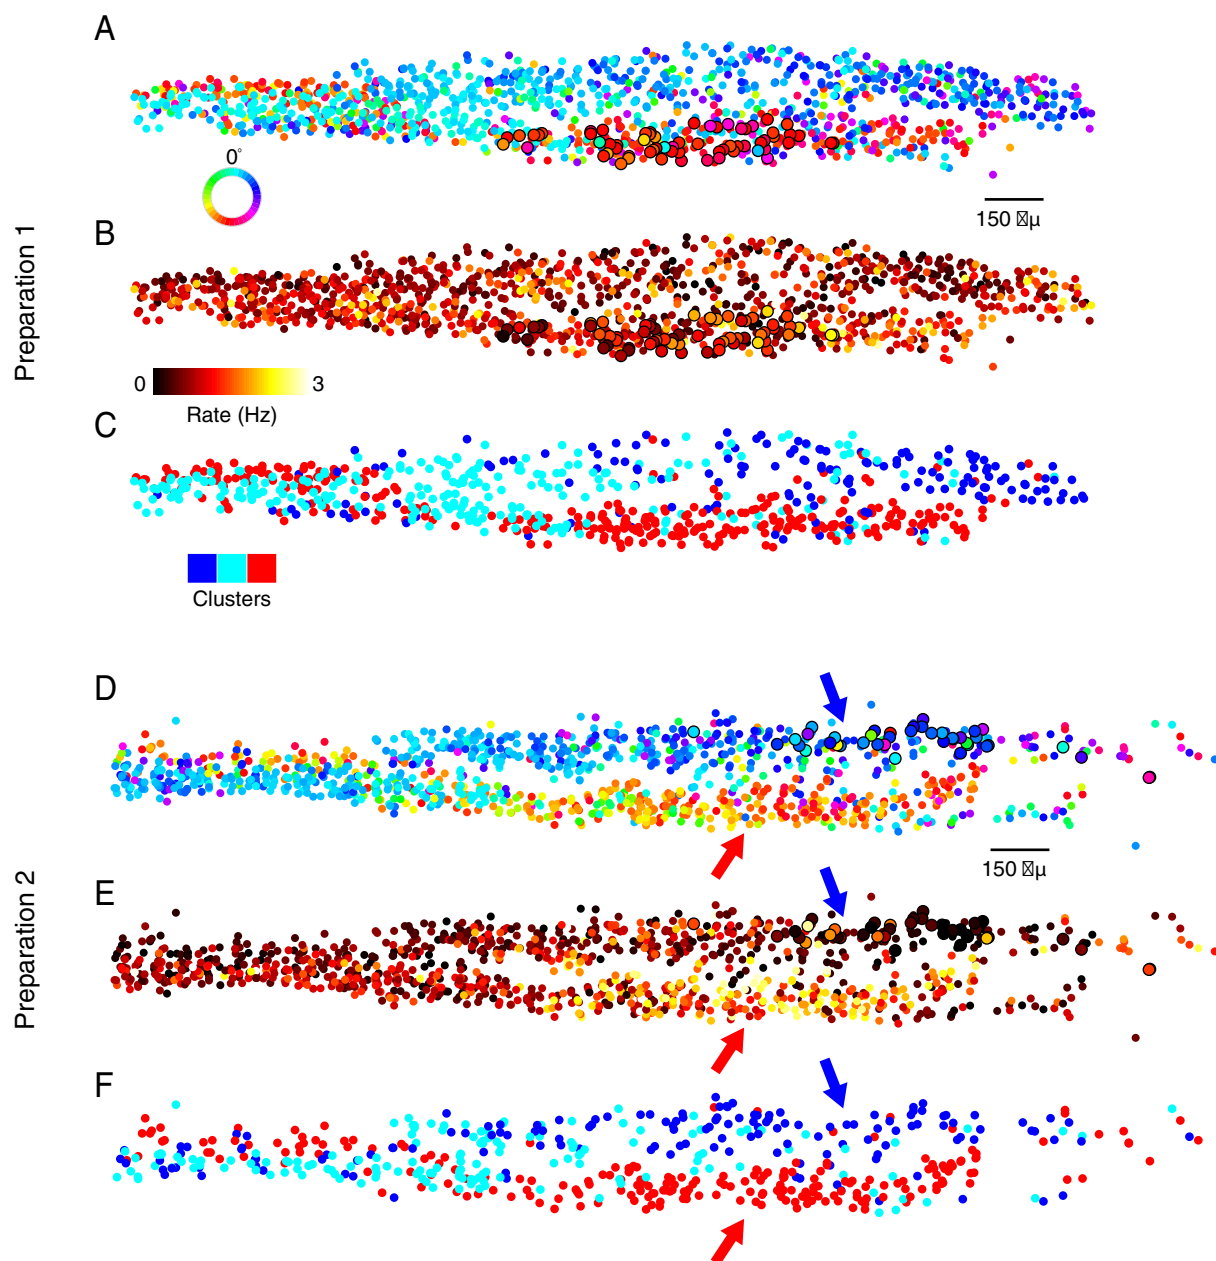 A
0°
150 �μ
Preparation 1
B
0
3
Rate (Hz)
C
Clusters
D
150 �μ
Preparation 2
E
F